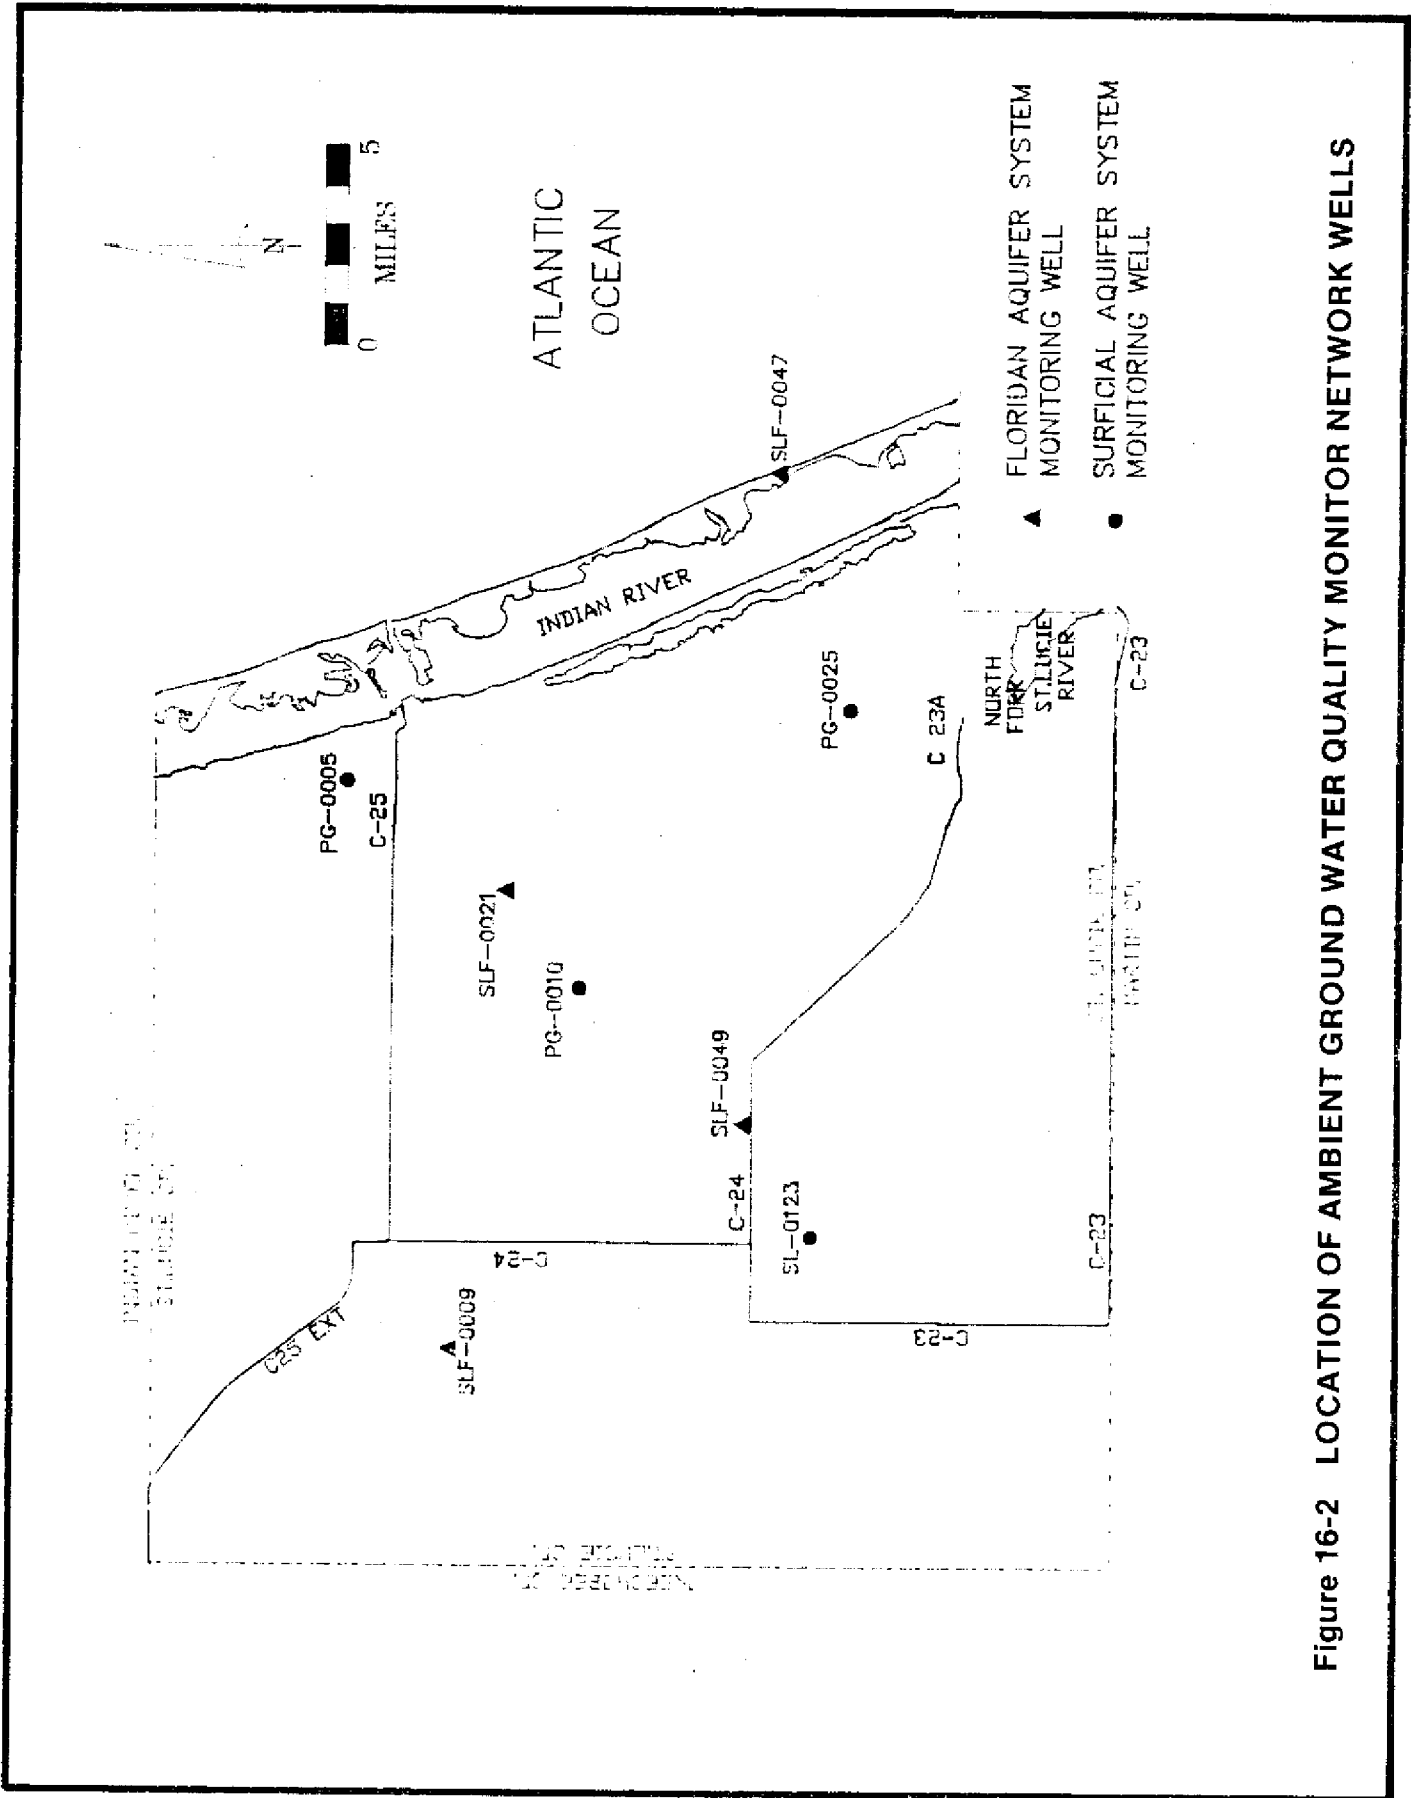 N
0
5
MILES
ATLANTIC
OCEAN
INDIAN RIVER
SLF-0047
PG-0005
C-25
SLF-0021
PG-0010
C25 EXT
C-24
SLF-0009
SLF-0049
C-24
SL-0123
PG-0025
C 23A
NORTH
FORK
ST.LUCIE
RIVER
C-23
C-23
C-23
MARTIN CO.
FLORIDAN AQUIFER SYSTEM
MONITORING WELL
SURFICIAL AQUIFER SYSTEM
MONITORING WELL
Figure 16-2 LOCATION OF AMBIENT GROUND WATER QUALITY MONITOR NETWORK WELLS